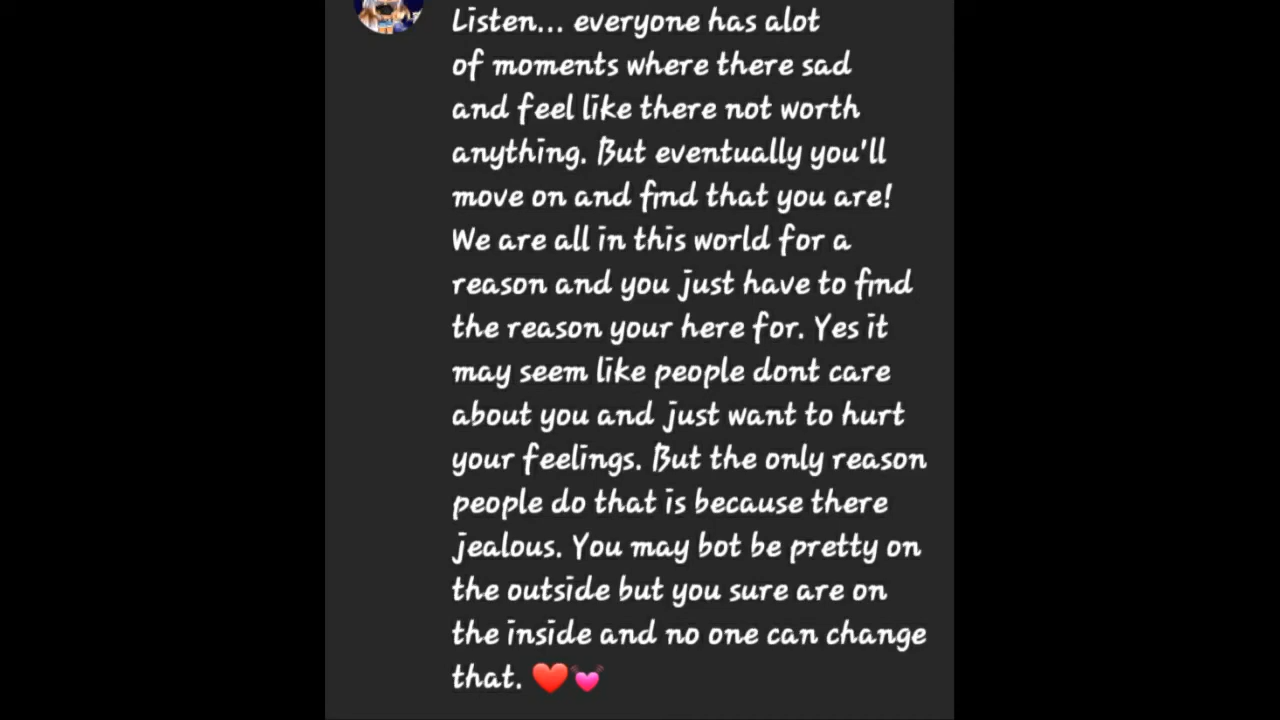 Listen... everyone has alot
of moments where there sad
and feel like there not worth
anything. But eventually you'll
move on and find that you are!
We are all in this world for a
reason and you just have to find
the reason your here for. Yes it
may seem like people dont care
about you and just want to hurt
your feelings. But the only reason
people do that is because there
jealous. You may bot be pretty on
the outside but you sure are on
the inside and no one can change
that. ❤️💓